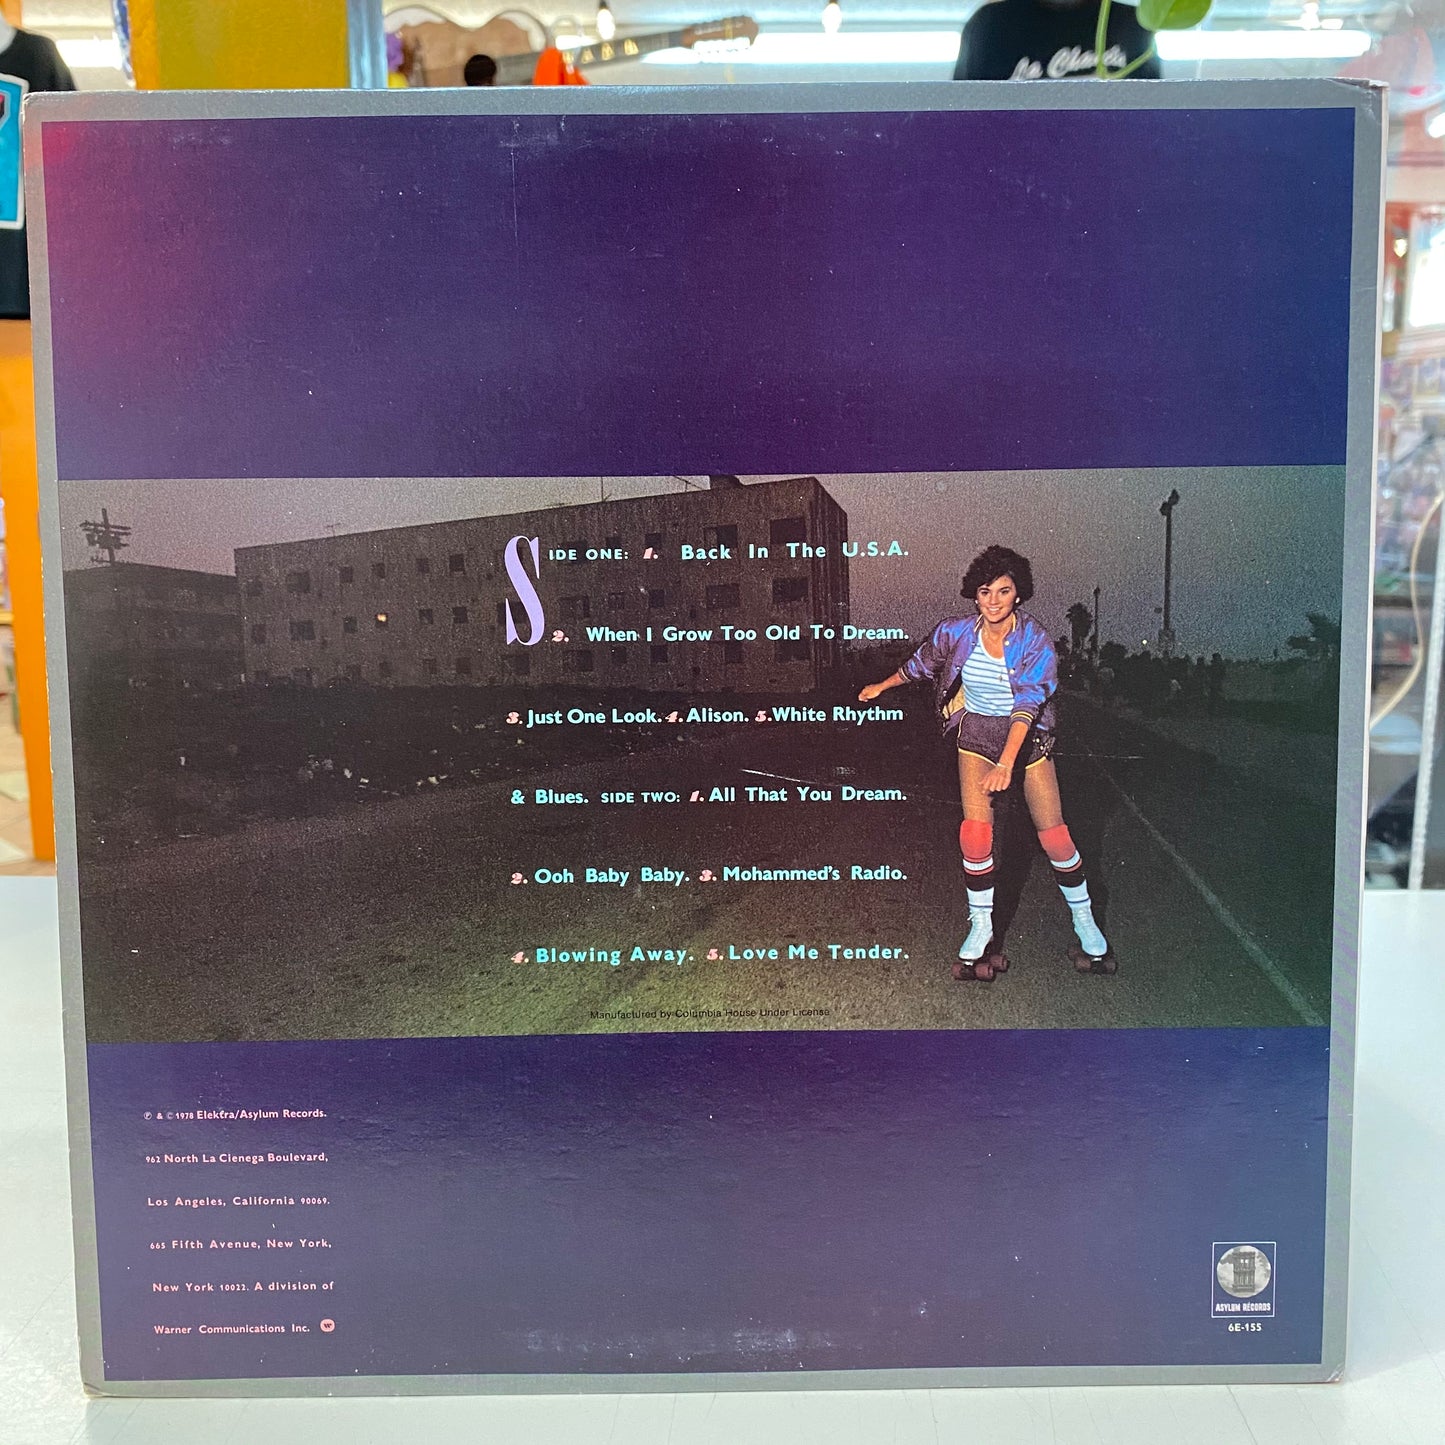 La Charla
SIDE ONE: 1. Back In The U.S.A.
2. When I Grow Too Old To Dream.
3. Just One Look. 4. Alison. 5. White Rhythm
& Blues. SIDE TWO: 1. All That You Dream.
2. Ooh Baby Baby. 3. Mohammed's Radio.
4. Blowing Away. 5. Love Me Tender.
Manufactured by Columbia House Under License
℗ & © 1978 Elektra/Asylum Records.
962 North La Cienega Boulevard,
Los Angeles, California 90069.
665 Fifth Avenue, New York,
New York 10022. A division of
Warner Communications Inc.
ASYLUM RECORDS
6E-155